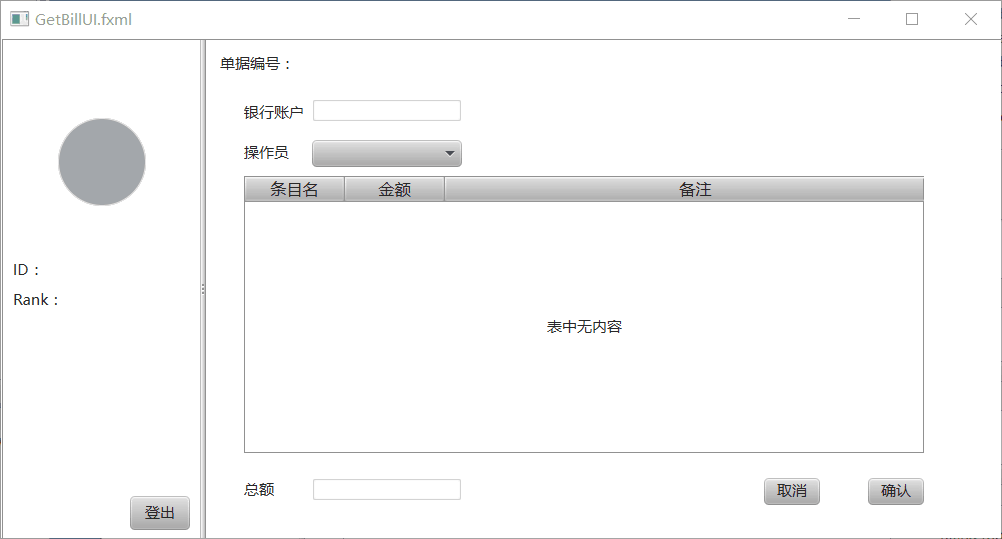 GetBillUI.fxml
ID：
Rank：
登出
单据编号：
银行账户
操作员
条目名 金额 备注
表中无内容
总额 取消 确认